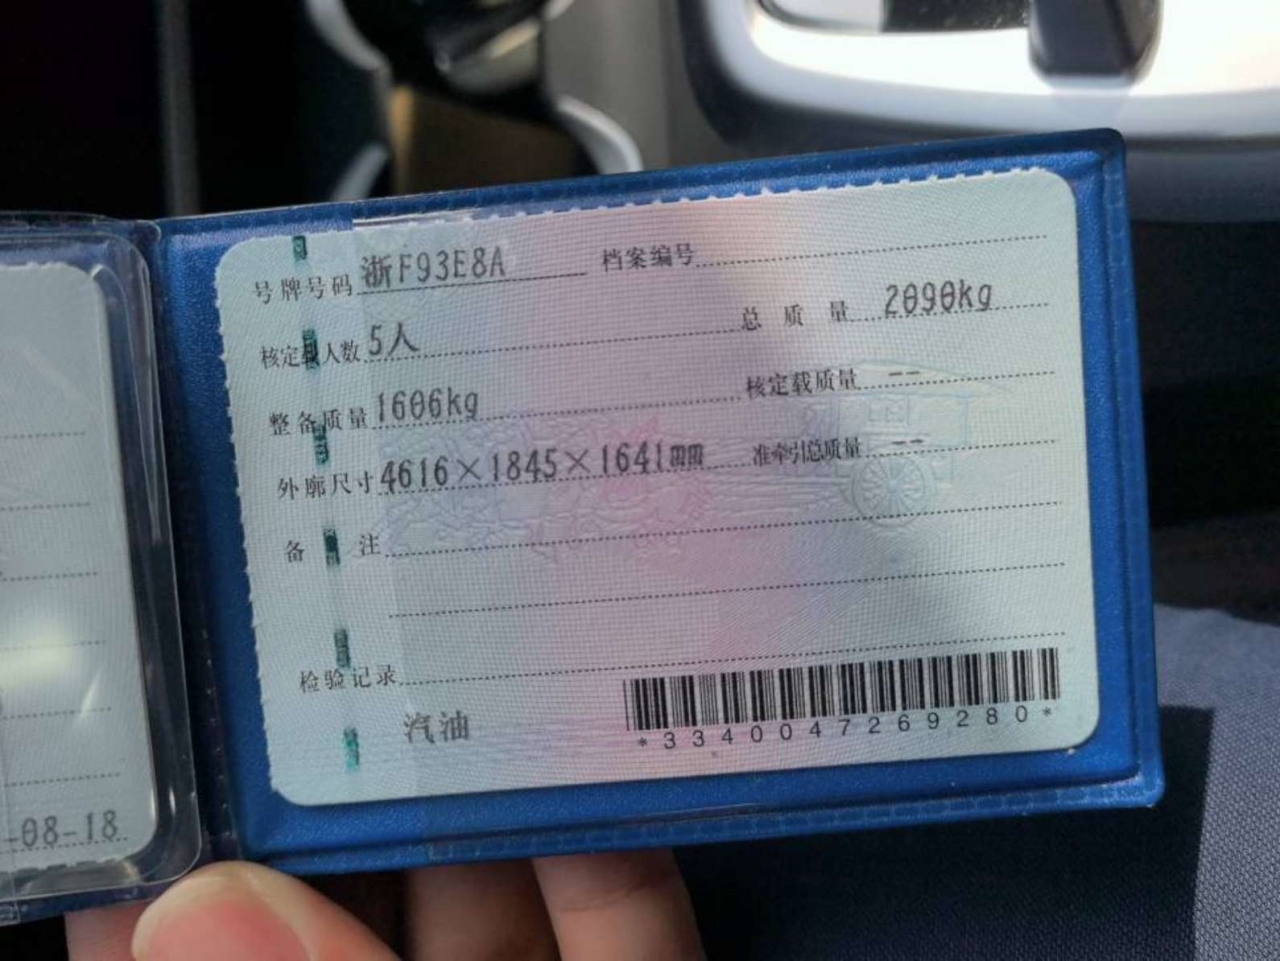 号牌号码 浙F93E8A 档案编号
核定载人数 5人 总质量 2090kg
整备质量 1606kg 核定载质量 --
外廓尺寸 4616×1845×1641mm 准牵引总质量 --
备注
检验记录
汽油
*3340047269280*
-08-18